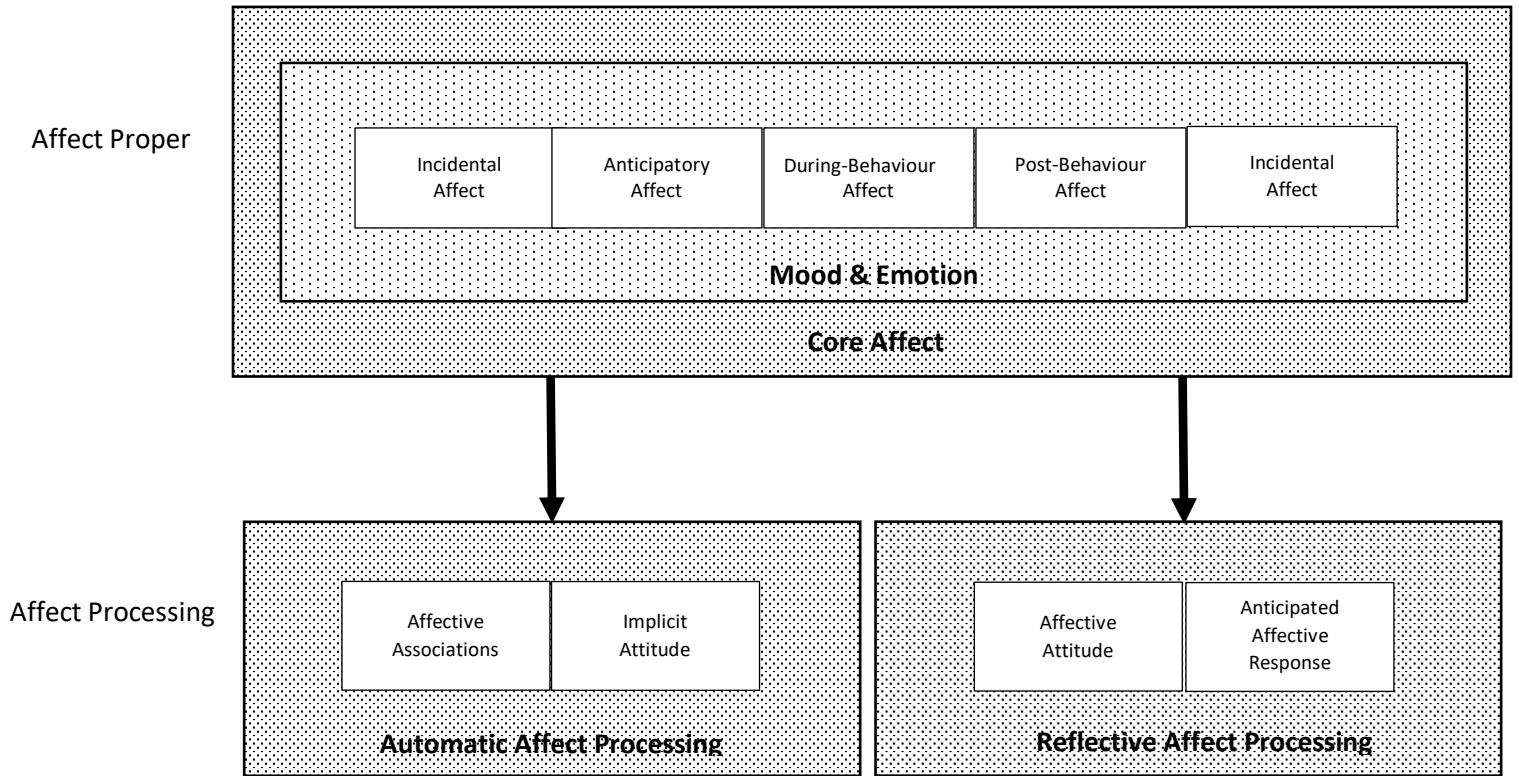 Affect Proper
Incidental
Affect
Anticipatory
Affect
During-Behaviour
Affect
Post-Behaviour
Affect
Incidental
Affect
Mood & Emotion
Core Affect
Affect Processing
Affective
Associations
Implicit
Attitude
Automatic Affect Processing
Affective
Attitude
Anticipated
Affective
Response
Reflective Affect Processing